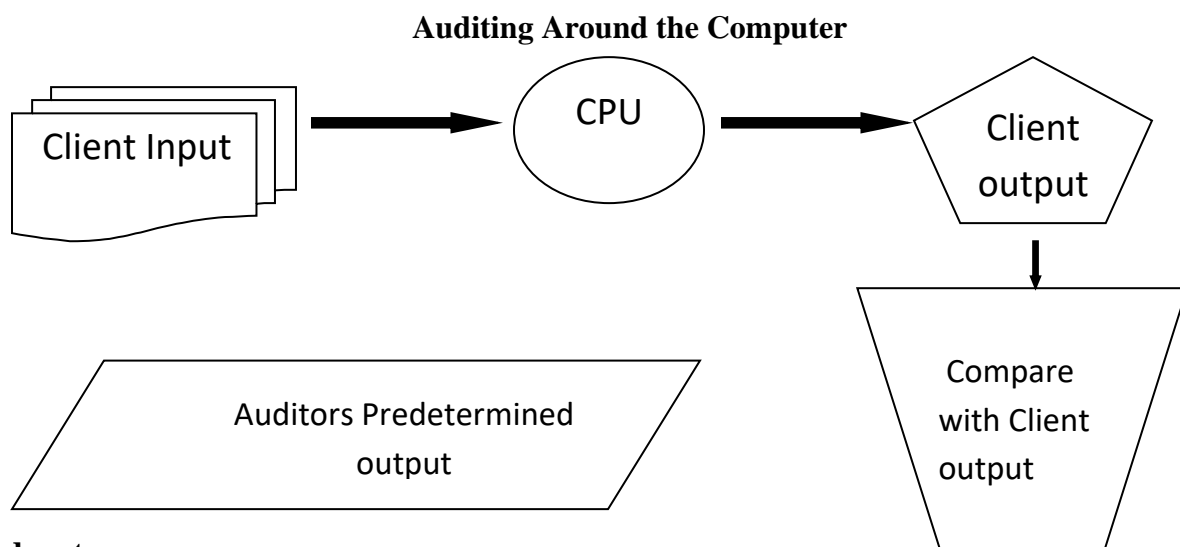 Auditing Around the Computer
Client Input
CPU
Client
output
Auditors Predetermined
output
Compare
with Client
output